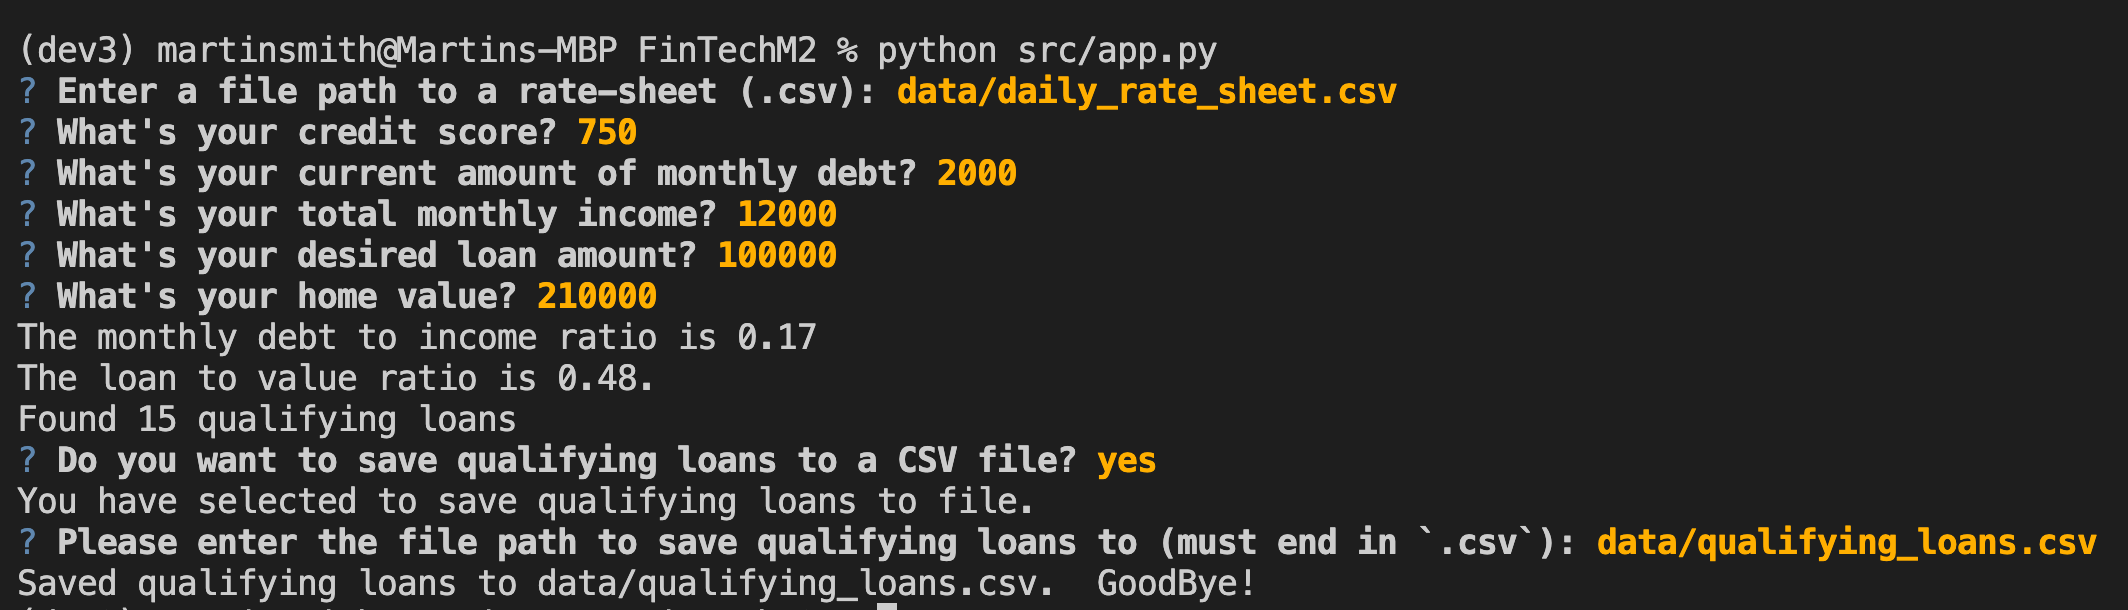 (dev3) martinsmith@Martins-MBP FinTechM2 % python src/app.py
? Enter a file path to a rate-sheet (.csv): data/daily_rate_sheet.csv
? What's your credit score? 750
? What's your current amount of monthly debt? 2000
? What's your total monthly income? 12000
? What's your desired loan amount? 100000
? What's your home value? 210000
The monthly debt to income ratio is 0.17
The loan to value ratio is 0.48.
Found 15 qualifying loans
? Do you want to save qualifying loans to a CSV file? yes
You have selected to save qualifying loans to file.
? Please enter the file path to save qualifying loans to (must end in `.csv`): data/qualifying_loans.csv
Saved qualifying loans to data/qualifying_loans.csv.  GoodBye!